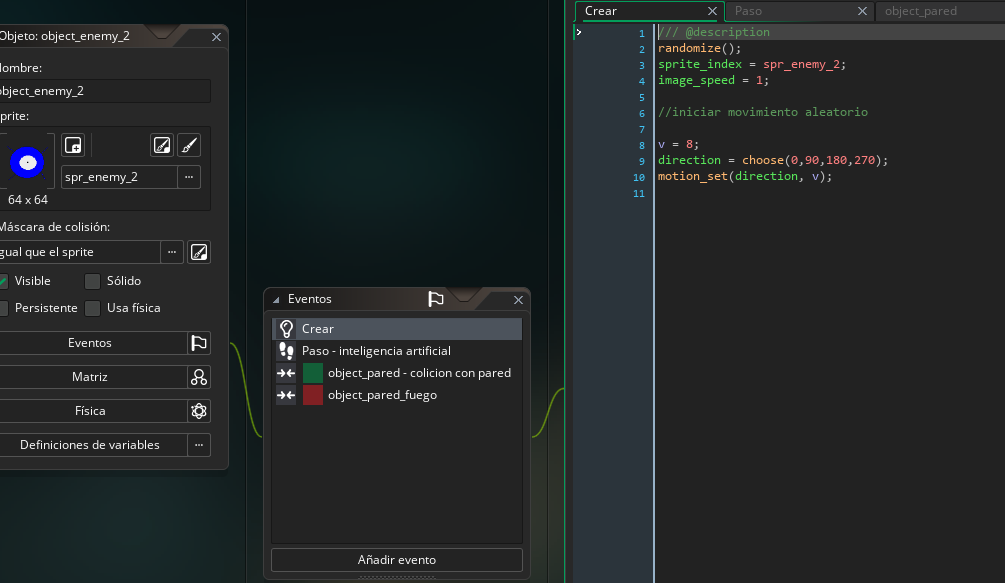 Objeto: object_enemy_2
Nombre:
object_enemy_2
Sprite:
spr_enemy_2
...
64 x 64
Máscara de colisión:
Igual que el sprite
...
Visible
Sólido
Persistente
Usa física
Eventos
Matriz
Física
Definiciones de variables
...
Eventos
Crear
Paso - inteligencia artificial
object_pared - colicion con pared
object_pared_fuego
Añadir evento
Crear
Paso
object_pared
1 /// @description
2 randomize();
3 sprite_index = spr_enemy_2;
4 image_speed = 1;
5
6 //iniciar movimiento aleatorio
7
8 v = 8;
9 direction = choose(0,90,180,270);
10 motion_set(direction, v);
11